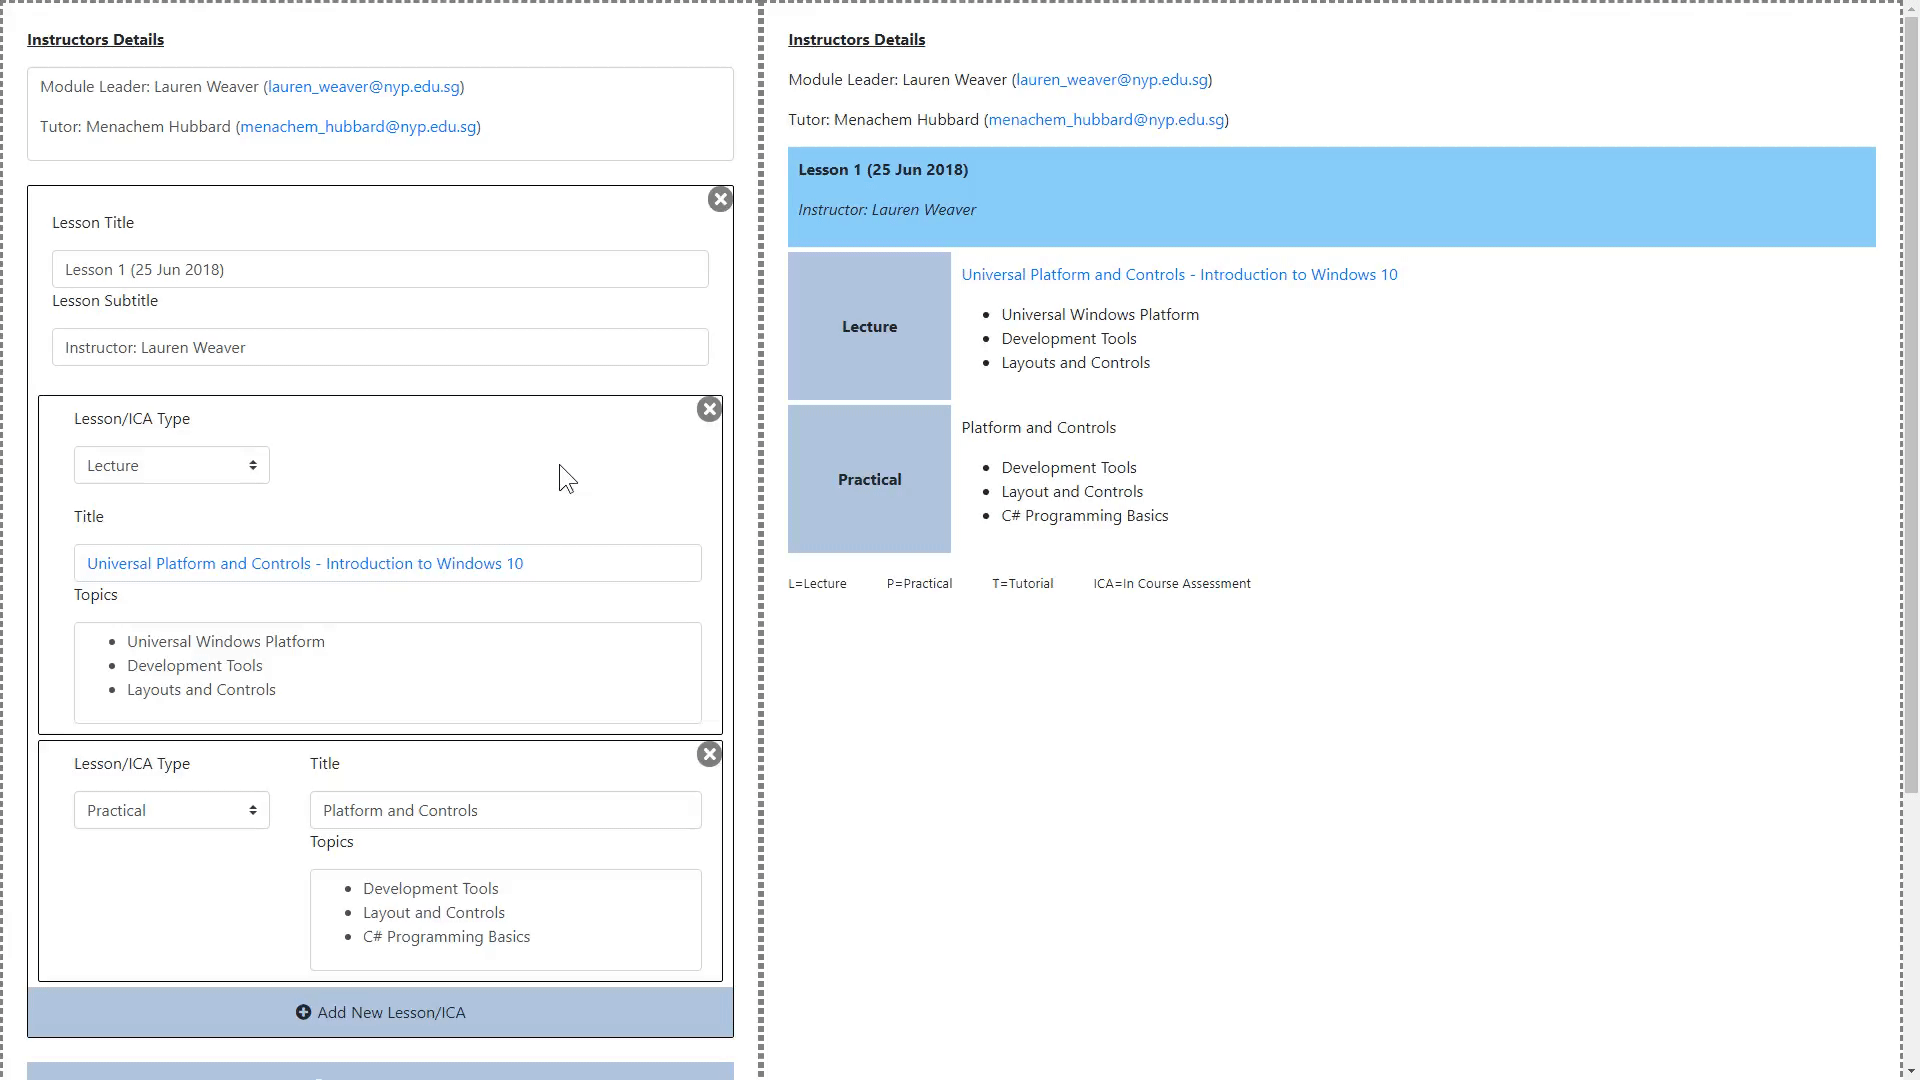 Instructors Details
Module Leader: Lauren Weaver (lauren_weaver@nyp.edu.sg)
Tutor: Menachem Hubbard (menachem_hubbard@nyp.edu.sg)
Lesson Title
Lesson 1 (25 Jun 2018)
Lesson Subtitle
Instructor: Lauren Weaver
Lesson/ICA Type
Lecture
Title
Universal Platform and Controls - Introduction to Windows 10
Topics
• Universal Windows Platform
• Development Tools
• Layouts and Controls
Lesson/ICA Type
Practical
Title
Platform and Controls
Topics
• Development Tools
• Layout and Controls
• C# Programming Basics
Add New Lesson/ICA
Instructors Details
Module Leader: Lauren Weaver (lauren_weaver@nyp.edu.sg)
Tutor: Menachem Hubbard (menachem_hubbard@nyp.edu.sg)
Lesson 1 (25 Jun 2018)
Instructor: Lauren Weaver
Lecture
Universal Platform and Controls - Introduction to Windows 10
• Universal Windows Platform
• Development Tools
• Layouts and Controls
Practical
Platform and Controls
• Development Tools
• Layout and Controls
• C# Programming Basics
L=Lecture P=Practical T=Tutorial ICA=In Course Assessment